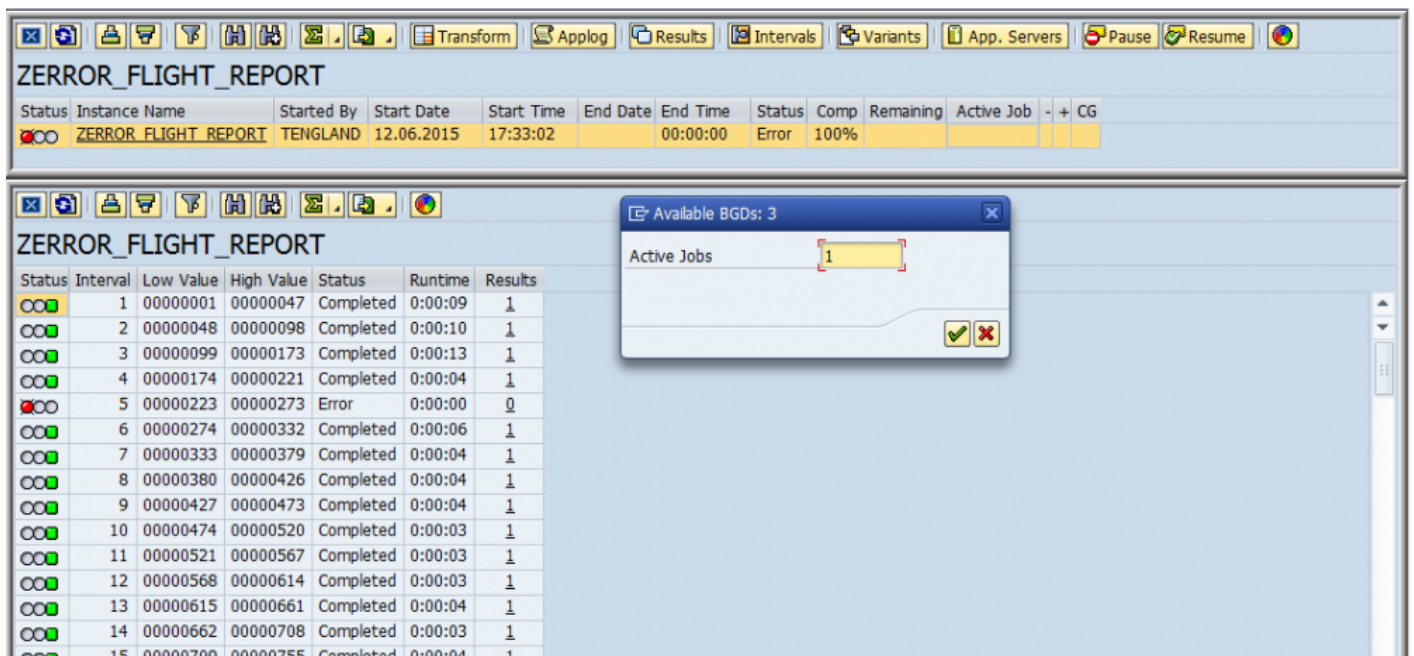 Transform Applog Results Intervals Variants App. Servers Pause Resume
ZERROR_FLIGHT_REPORT
Status Instance Name Started By Start Date Start Time End Date End Time Status Comp Remaining Active Job - + CG
ZERROR_FLIGHT_REPORT TENGLAND 12.06.2015 17:33:02 00:00:00 Error 100%
ZERROR_FLIGHT_REPORT
Status Interval Low Value High Value Status Runtime Results
1 00000001 00000047 Completed 0:00:09 1
2 00000048 00000098 Completed 0:00:10 1
3 00000099 00000173 Completed 0:00:13 1
4 00000174 00000221 Completed 0:00:04 1
5 00000223 00000273 Error 0:00:00 0
6 00000274 00000332 Completed 0:00:06 1
7 00000333 00000379 Completed 0:00:04 1
8 00000380 00000426 Completed 0:00:04 1
9 00000427 00000473 Completed 0:00:04 1
10 00000474 00000520 Completed 0:00:03 1
11 00000521 00000567 Completed 0:00:03 1
12 00000568 00000614 Completed 0:00:03 1
13 00000615 00000661 Completed 0:00:04 1
14 00000662 00000708 Completed 0:00:03 1
15 00000709 00000755 Completed 0:00:04 1
Available BGDs: 3
Active Jobs 1